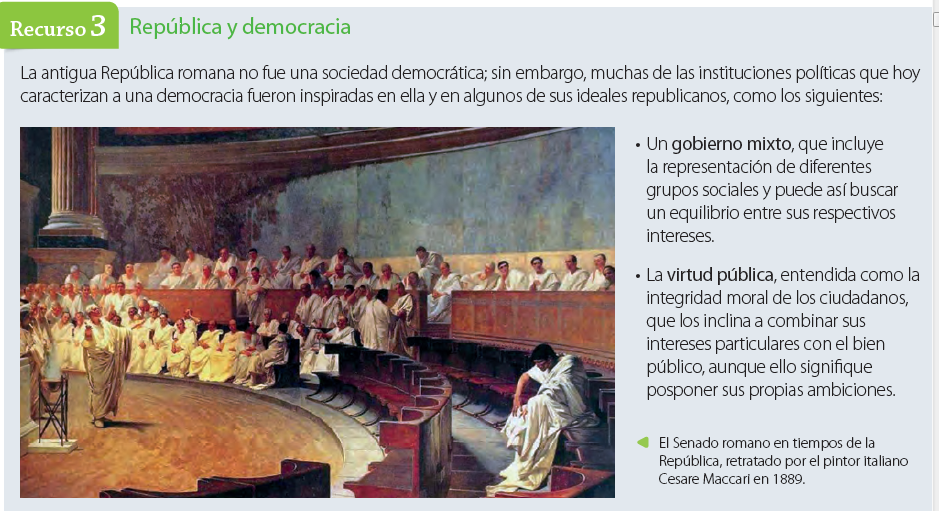 Recurso 3 República y democracia
La antigua República romana no fue una sociedad democrática; sin embargo, muchas de las instituciones políticas que hoy
caracterizan a una democracia fueron inspiradas en ella y en algunos de sus ideales republicanos, como los siguientes:
• Un gobierno mixto, que incluye
la representación de diferentes
grupos sociales y puede así buscar
un equilibrio entre sus respectivos
intereses.
• La virtud pública, entendida como la
integridad moral de los ciudadanos,
que los inclina a combinar sus
intereses particulares con el bien
público, aunque ello signifique
posponer sus propias ambiciones.
El Senado romano en tiempos de la
República, retratado por el pintor italiano
Cesare Maccari en 1889.